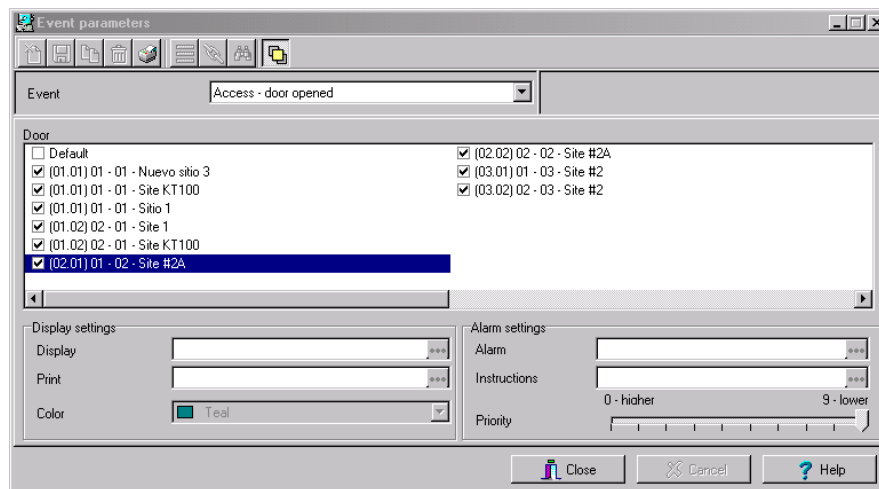 Event parameters
Event
Access - door opened
Door
Default
(01.01) 01 - 01 - Nuevo sitio 3
(01.01) 01 - 01 - Site KT100
(01.01) 01 - 01 - Sitio 1
(01.02) 02 - 01 - Site 1
(01.02) 02 - 01 - Site KT100
(02.01) 01 - 02 - Site #2A
(02.02) 02 - 02 - Site #2A
(03.01) 01 - 03 - Site #2
(03.02) 02 - 03 - Site #2
Display settings
Display
Print
Color
Teal
Alarm settings
Alarm
Instructions
0 - higher
9 - lower
Priority
Close
Cancel
Help